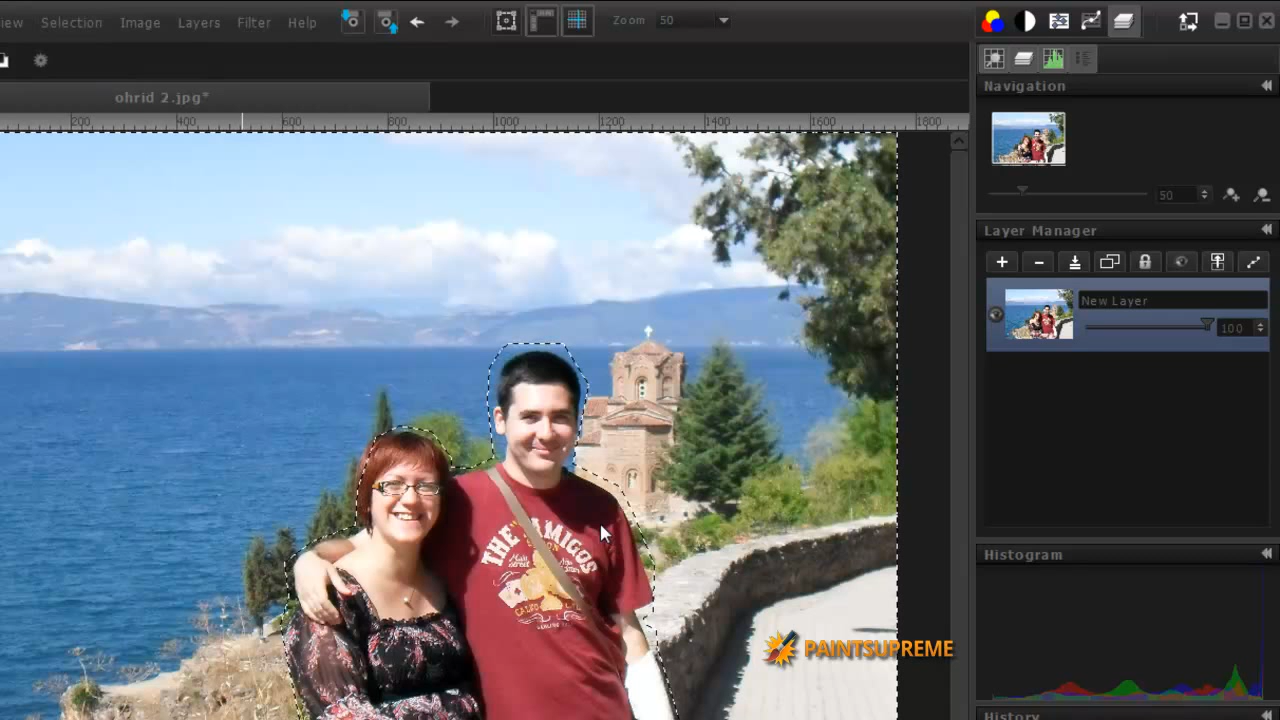 iew Selection Image Layers Filter Help Zoom 50
ohrid 2.jpg*
200 400 600 800 1000 1200 1400 1600 1800
Navigation
50
Layer Manager
New Layer
100
Histogram
THE AMIGOS
PAINTSUPREME
History